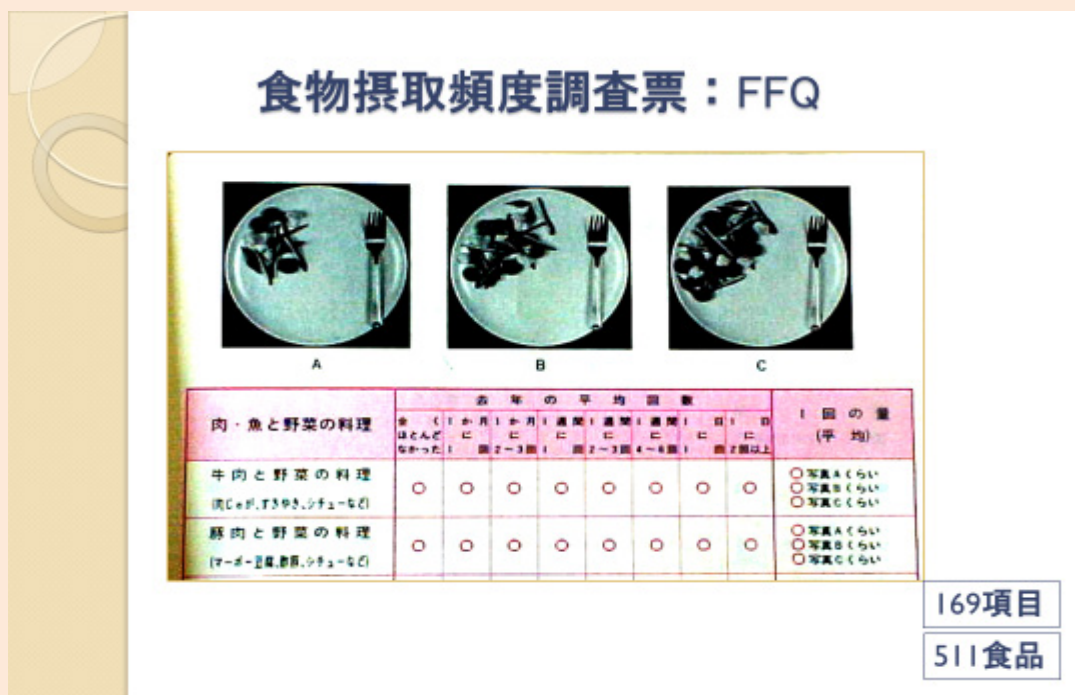 食物摂取頻度調査票：FFQ
A
B
C
肉・魚と野菜の料理
去年の平均回数
全く
ほとんど
なかった
1か月
に
1回
1か月
に
2～3回
1週間
に
1回
1週間
に
2～3回
1週間
に
4～6回
1日
に
1回
1日
に
2回以上
1回の量
(平均)
牛肉と野菜の料理
(肉じゃが、すきやき、シチューなど)
○写真Aくらい
○写真Bくらい
○写真Cくらい
豚肉と野菜の料理
(マーボー豆腐、酢豚、シチューなど)
○写真Aくらい
○写真Bくらい
○写真Cくらい
169項目
511食品